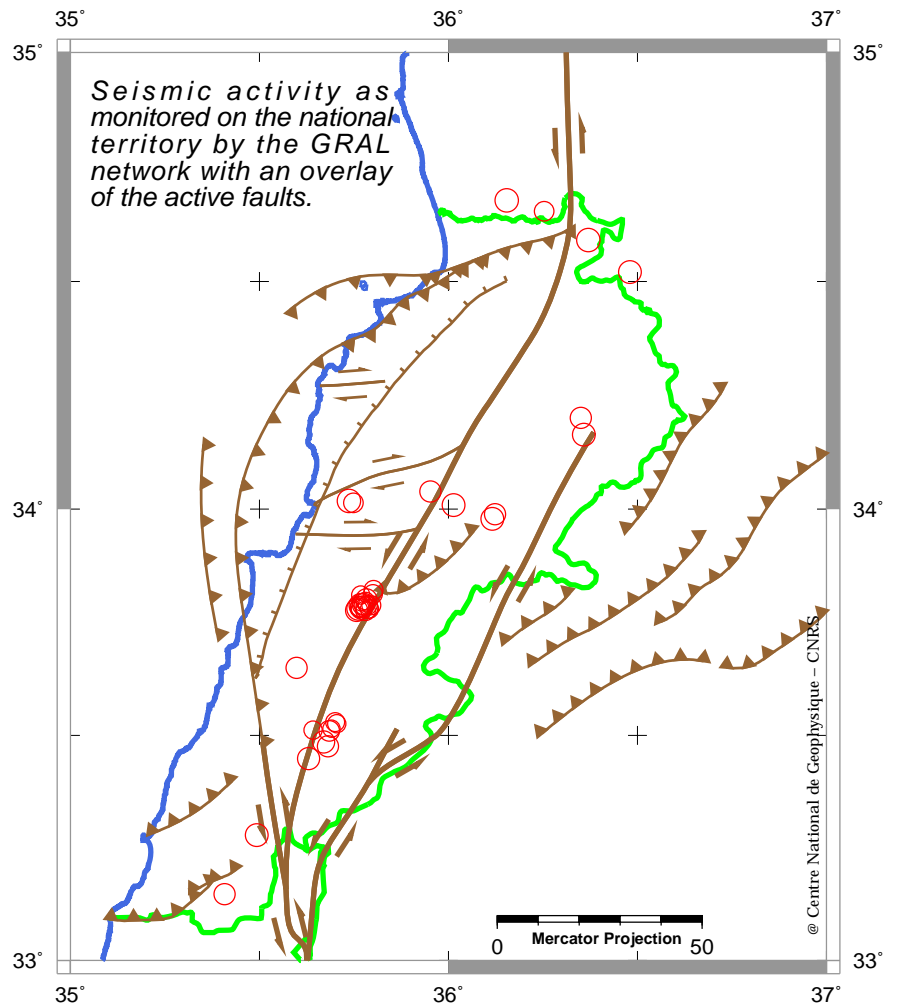 35° 36° 37°
35° 35°
Seismic activity as
monitored on the national
territory by the GRAL
network with an overlay
of the active faults.
34° 34°
@ Centre National de Geophysique – CNRS
Mercator Projection
0 50
33° 33°
35° 36° 37°